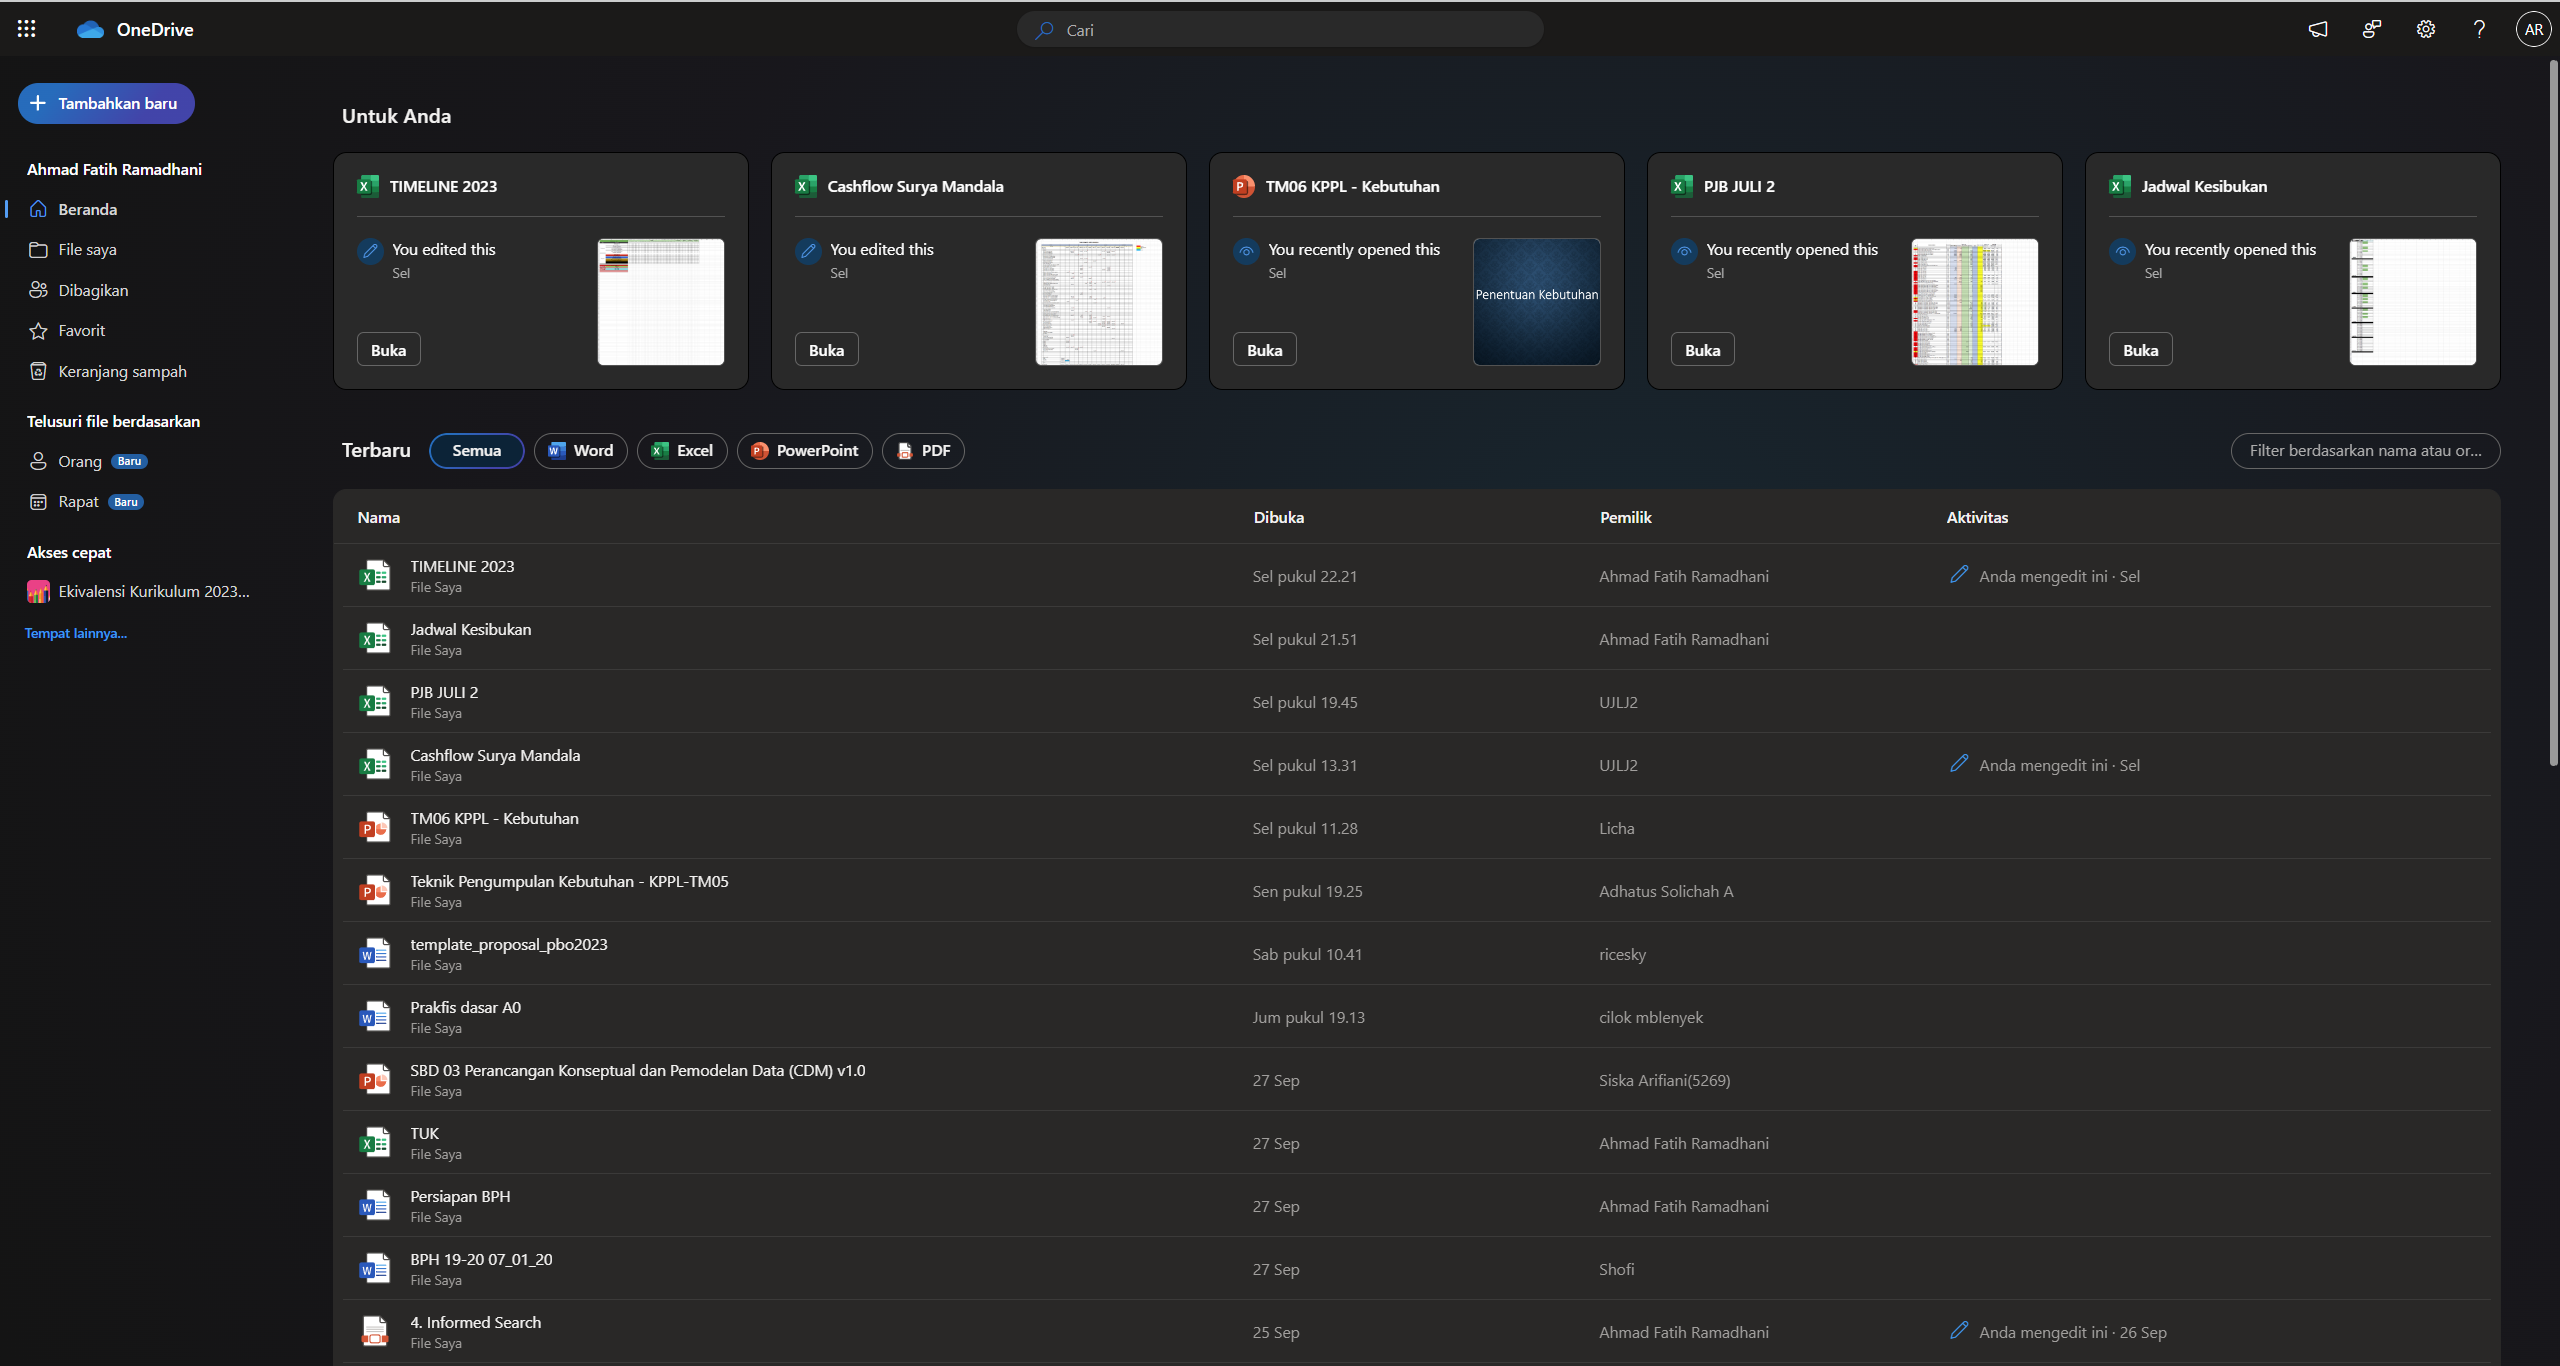 OneDrive
Cari
AR
Tambahkan baru
Ahmad Fatih Ramadhani
Beranda
File saya
Dibagikan
Favorit
Keranjang sampah
Telusuri file berdasarkan
Orang Baru
Rapat Baru
Akses cepat
Ekivalensi Kurikulum 2023...
Tempat lainnya...
Untuk Anda
TIMELINE 2023
You edited this
Sel
Buka
Cashflow Surya Mandala
You edited this
Sel
Buka
TM06 KPPL - Kebutuhan
You recently opened this
Sel
Penentuan Kebutuhan
Buka
PJB JULI 2
You recently opened this
Sel
Buka
Jadwal Kesibukan
You recently opened this
Sel
Buka
Terbaru Semua Word Excel PowerPoint PDF Filter berdasarkan nama atau or...
Nama Dibuka Pemilik Aktivitas
TIMELINE 2023
File Saya
Sel pukul 22.21 Ahmad Fatih Ramadhani Anda mengedit ini · Sel
Jadwal Kesibukan
File Saya
Sel pukul 21.51 Ahmad Fatih Ramadhani
PJB JULI 2
File Saya
Sel pukul 19.45 UJLJ2
Cashflow Surya Mandala
File Saya
Sel pukul 13.31 UJLJ2 Anda mengedit ini · Sel
TM06 KPPL - Kebutuhan
File Saya
Sel pukul 11.28 Licha
Teknik Pengumpulan Kebutuhan - KPPL-TM05
File Saya
Sen pukul 19.25 Adhatus Solichah A
template_proposal_pbo2023
File Saya
Sab pukul 10.41 ricesky
Prakfis dasar A0
File Saya
Jum pukul 19.13 cilok mblenyek
SBD 03 Perancangan Konseptual dan Pemodelan Data (CDM) v1.0
File Saya
27 Sep Siska Arifiani(5269)
TUK
File Saya
27 Sep Ahmad Fatih Ramadhani
Persiapan BPH
File Saya
27 Sep Ahmad Fatih Ramadhani
BPH 19-20 07_01_20
File Saya
27 Sep Shofi
4. Informed Search
File Saya
25 Sep Ahmad Fatih Ramadhani Anda mengedit ini · 26 Sep